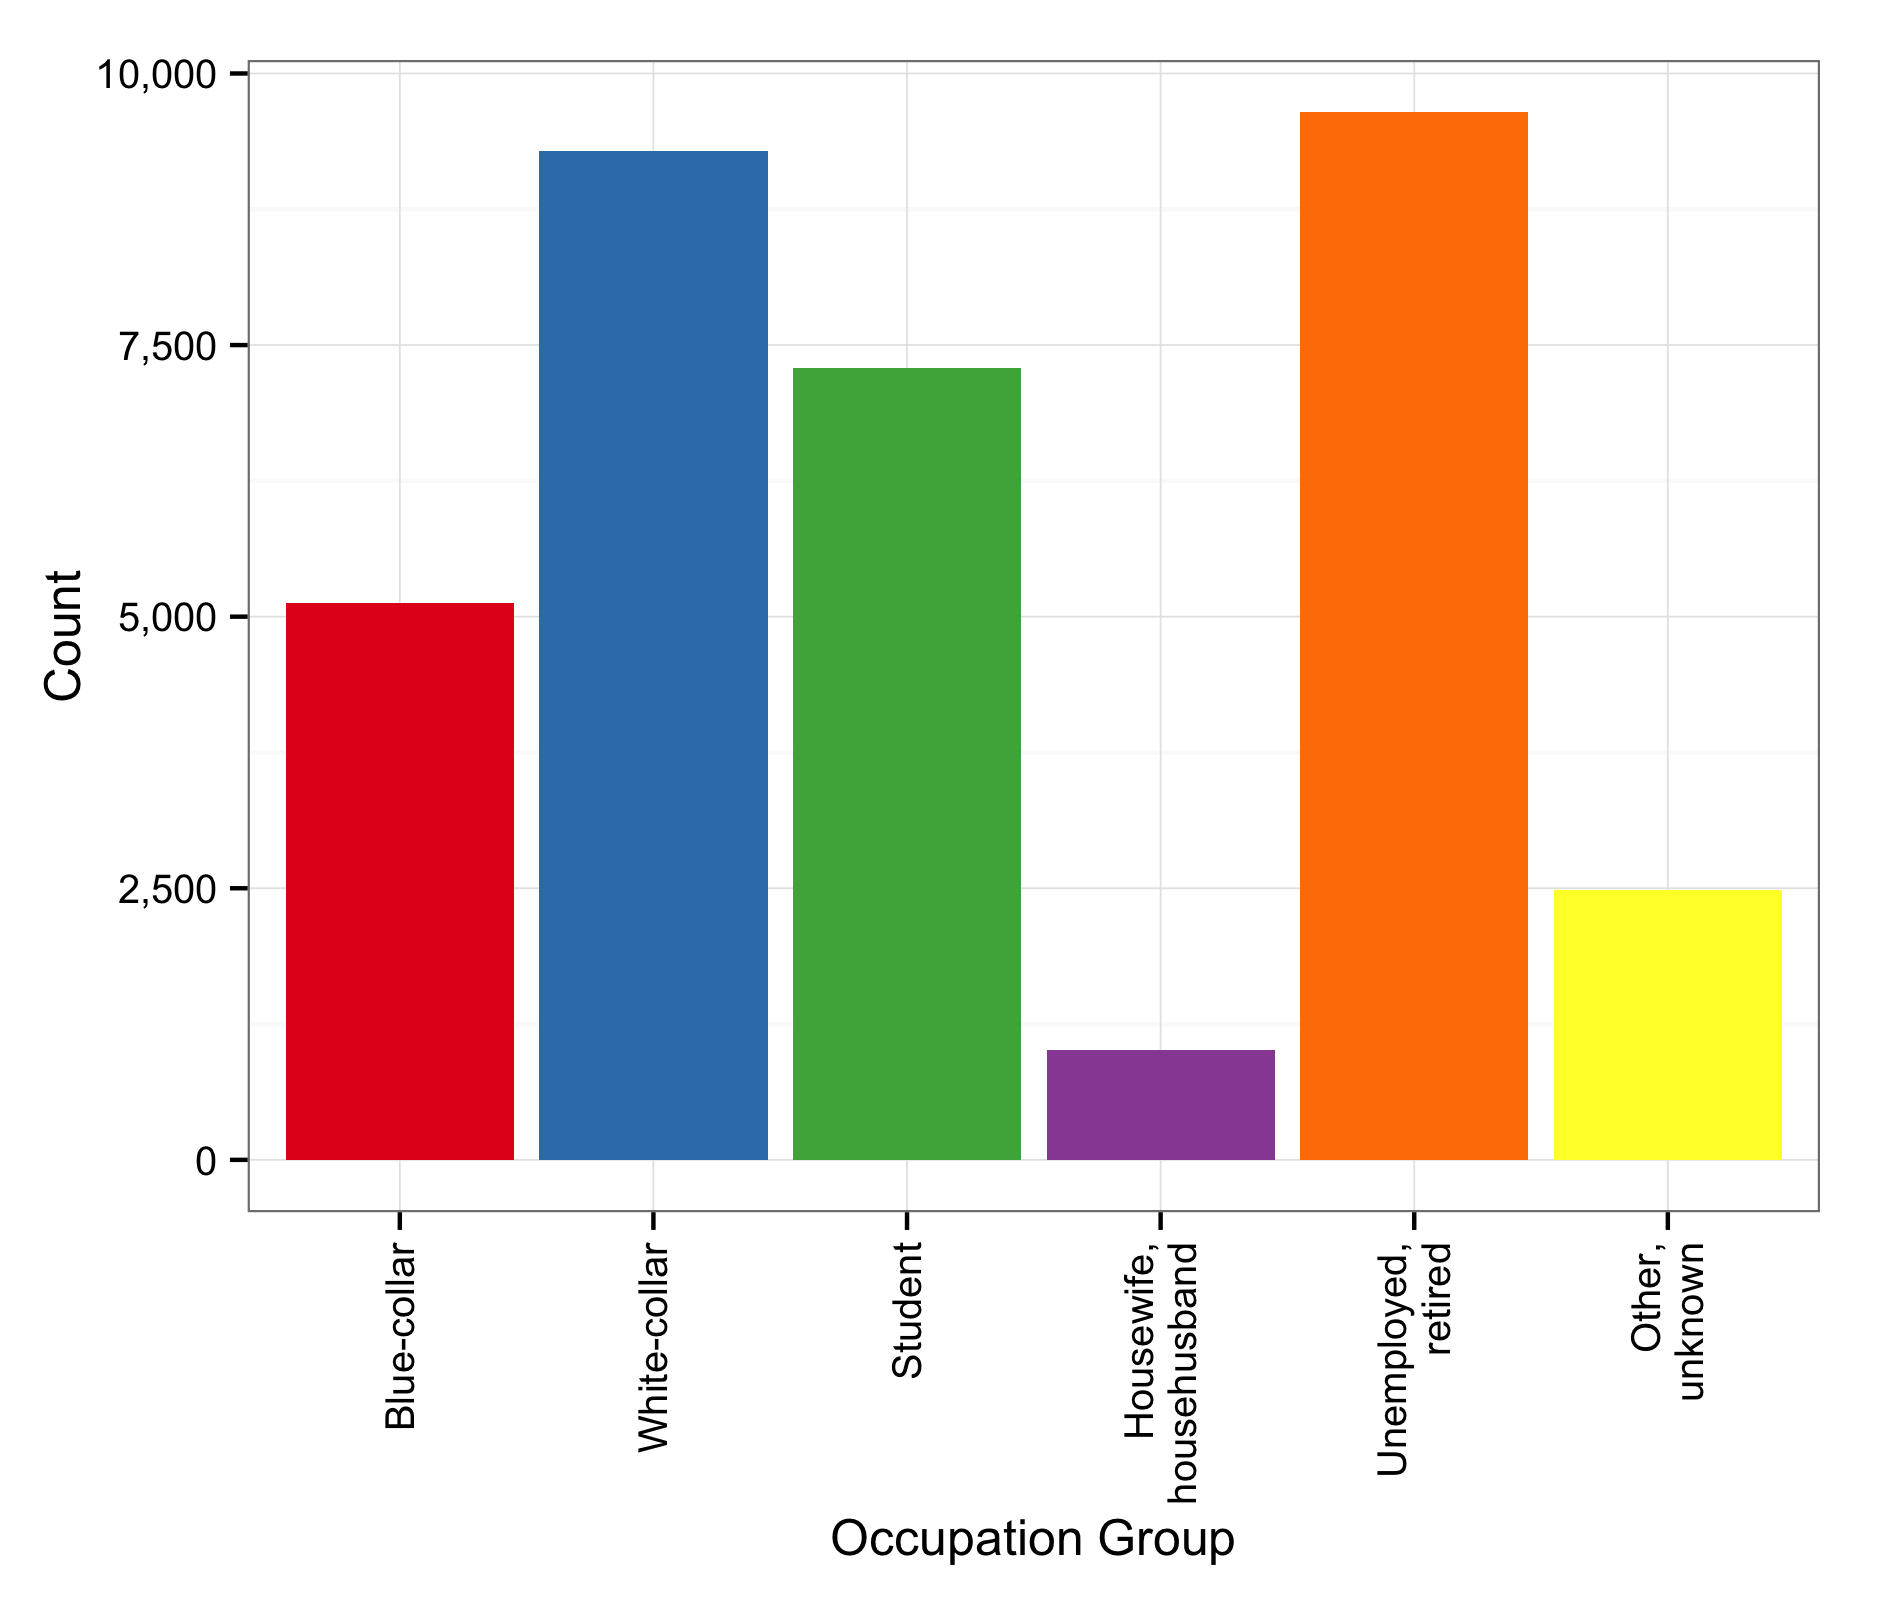 10,000
7,500
5,000
2,500
0
Count
Blue-collar
White-collar
Student
Housewife,
househusband
Unemployed,
retired
Other,
unknown
Occupation Group